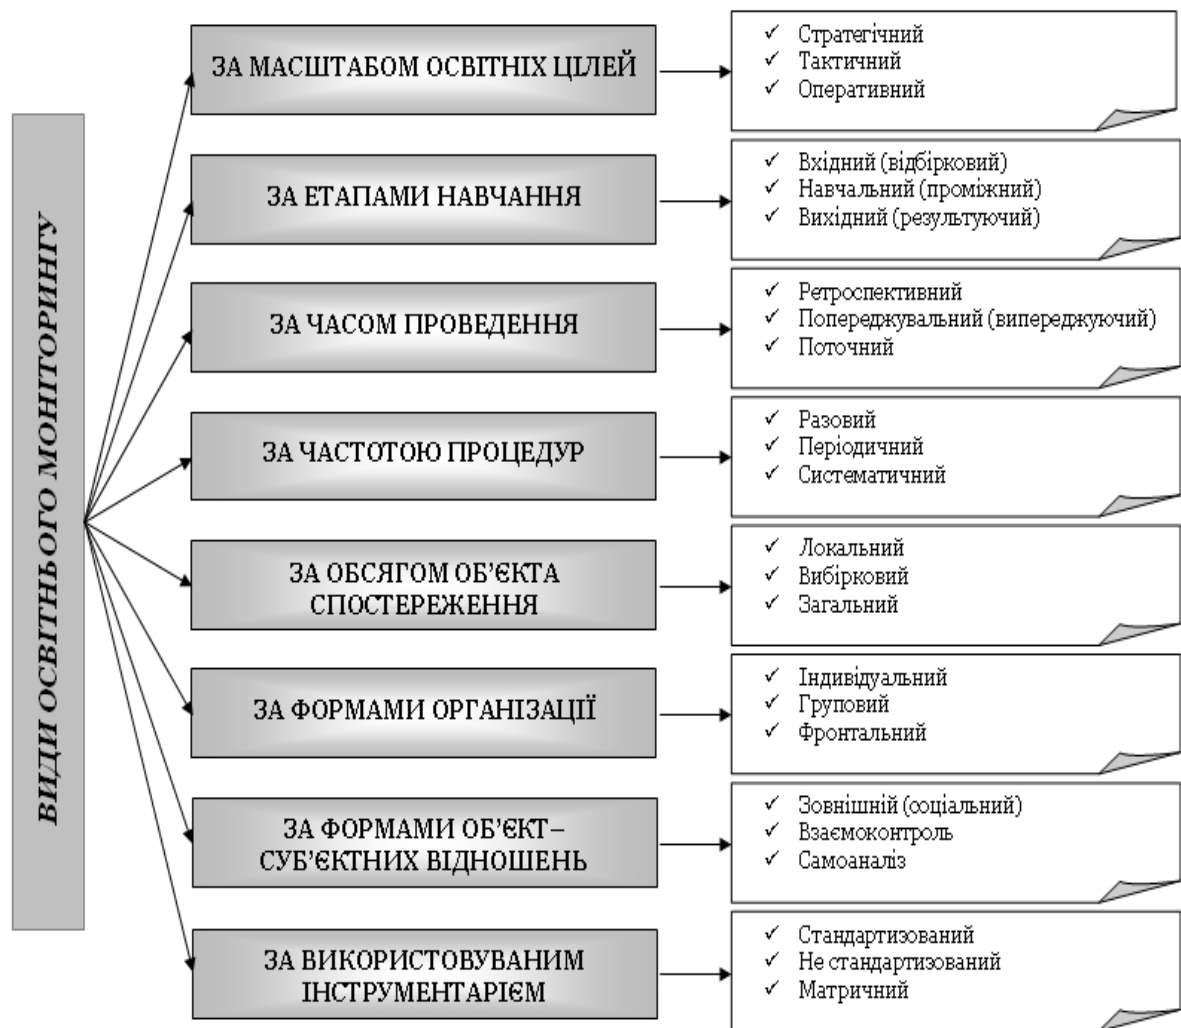 ВИДИ ОСВІТНЬОГО МОНІТОРИНГУ
ЗА МАСШТАБОМ ОСВІТНІХ ЦІЛЕЙ
✓ Стратегічний
✓ Тактичний
✓ Оперативний
ЗА ЕТАПАМИ НАВЧАННЯ
✓ Вхідний (відбірковий)
✓ Навчальний (проміжний)
✓ Вихідний (результуючий)
ЗА ЧАСОМ ПРОВЕДЕННЯ
✓ Ретроспективний
✓ Попереджувальний (випереджуючий)
✓ Поточний
ЗА ЧАСТОТОЮ ПРОЦЕДУР
✓ Разовий
✓ Періодичний
✓ Систематичний
ЗА ОБСЯГОМ ОБ’ЄКТА
СПОСТЕРЕЖЕННЯ
✓ Локальний
✓ Вибірковий
✓ Загальний
ЗА ФОРМАМИ ОРГАНІЗАЦІЇ
✓ Індивідуальний
✓ Груповий
✓ Фронтальний
ЗА ФОРМАМИ ОБ’ЄКТ –
СУБ’ЄКТНИХ ВІДНОШЕНЬ
✓ Зовнішній (соціальний)
✓ Взаємоконтроль
✓ Самоаналіз
ЗА ВИКОРИСТОВУВАНИМ
ІНСТРУМЕНТАРІЄМ
✓ Стандартизований
✓ Не стандартизований
✓ Матричний